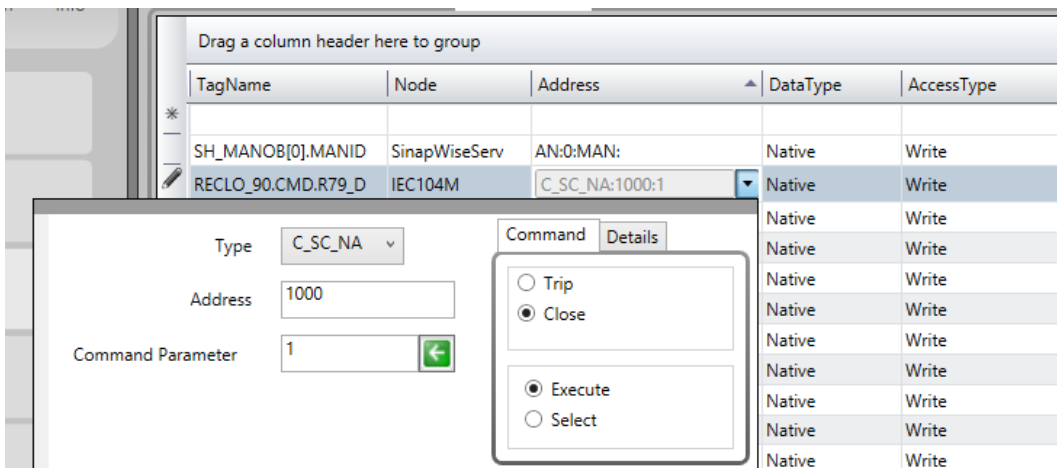 Info
Drag a column header here to group
TagName Node Address DataType AccessType
SH_MANOB[0].MANID SinapWiseServ AN:0:MAN: Native Write
RECLO_90.CMD.R79_D IEC104M C_SC_NA:1000:1 Native Write
Native Write
Type C_SC_NA Command Details
Native Write
Trip
Native Write
Address 1000 Close
Native Write
Native Write
Command Parameter 1
Native Write
Execute
Native Write
Select
Native Write
Native Write